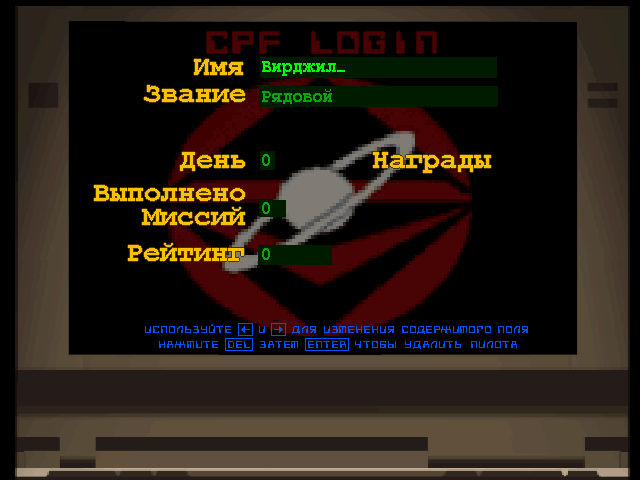 CPF LOGIN
Имя Вирджил_
Звание Рядовой
День 0 Награды
Выполнено
Миссий 0
Рейтинг 0
ИСПОЛЬЗУЙТЕ ← И → ДЛЯ ИЗМЕНЕНИЯ СОДЕРЖИМОГО ПОЛЯ
НАЖМИТЕ DEL ЗАТЕМ ENTER ЧТОБЫ УДАЛИТЬ ПИЛОТА